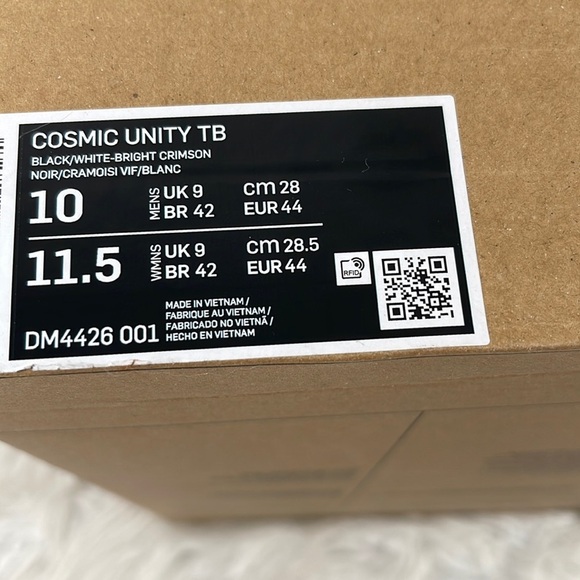 COSMIC UNITY TB
BLACK/WHITE-BRIGHT CRIMSON
NOIR/CRAMOISI VIF/BLANC
10 MENS UK 9 cm 28
BR 42 EUR 44
11.5 WMNS UK 9 cm 28.5
BR 42 EUR 44
RFID
MADE IN VIETNAM /
FABRIQUE AU VIETNAM /
FABRICADO NO VIETNÃ /
HECHO EN VIETNAM
DM4426 001